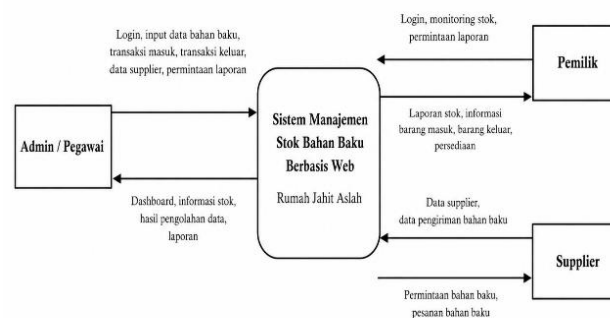 Login, input data bahan baku,
transaksi masuk, transaksi keluar,
data supplier, permintaan laporan
Admin / Pegawai
Dashboard, informasi stok,
hasil pengolahan data,
laporan
Sistem Manajemen
Stok Bahan Baku
Berbasis Web
Rumah Jahit Aslah
Login, monitoring stok,
permintaan laporan
Pemilik
Laporan stok, informasi
barang masuk, barang keluar,
persediaan
Data supplier,
data pengiriman bahan baku
Supplier
Permintaan bahan baku,
pesanan bahan baku